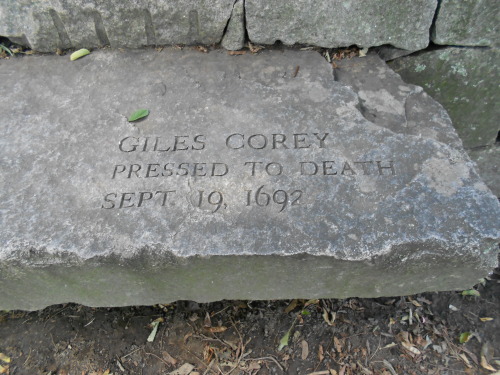 GILES COREY
PRESSED TO DEATH
SEPT. 19, 1692